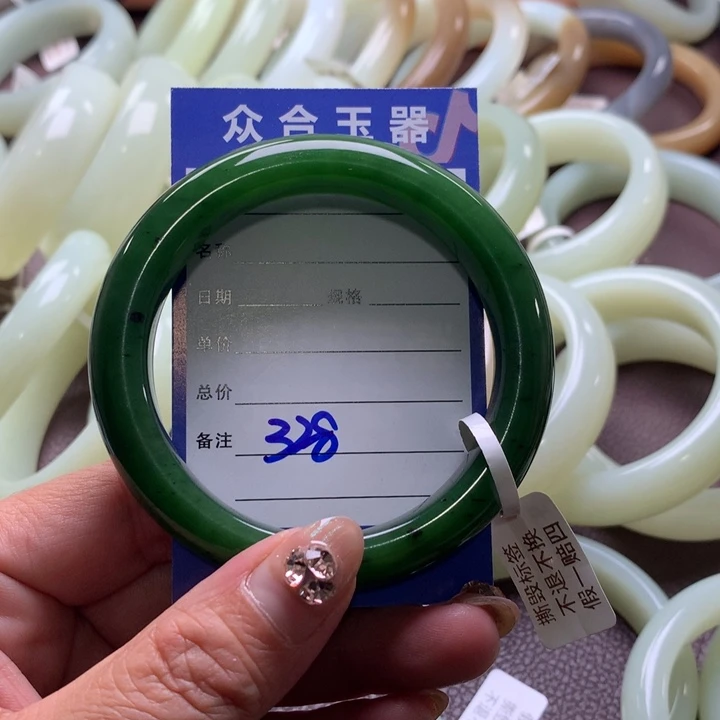 众合玉器
名称
日期 规格
单价
总价
备注 328
撕毁标签
不退不换
假一赔四